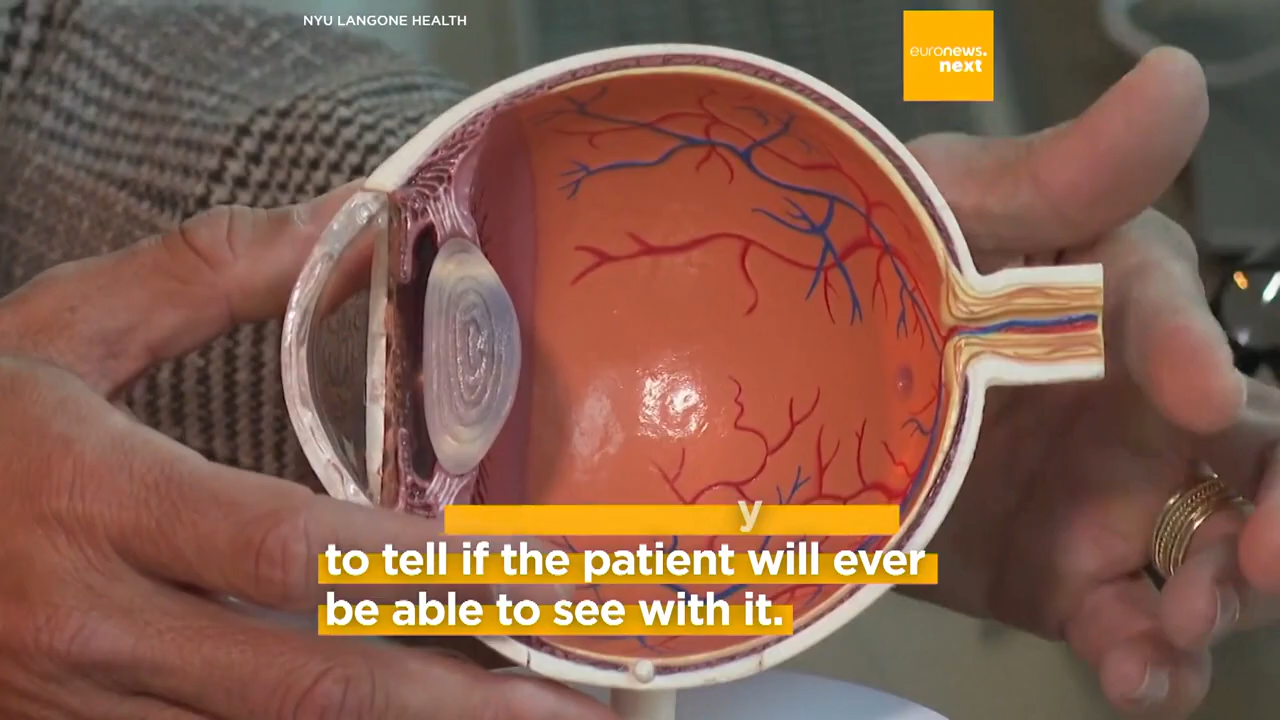 NYU LANGONE HEALTH
euronews.
next
y
to tell if the patient will ever
be able to see with it.